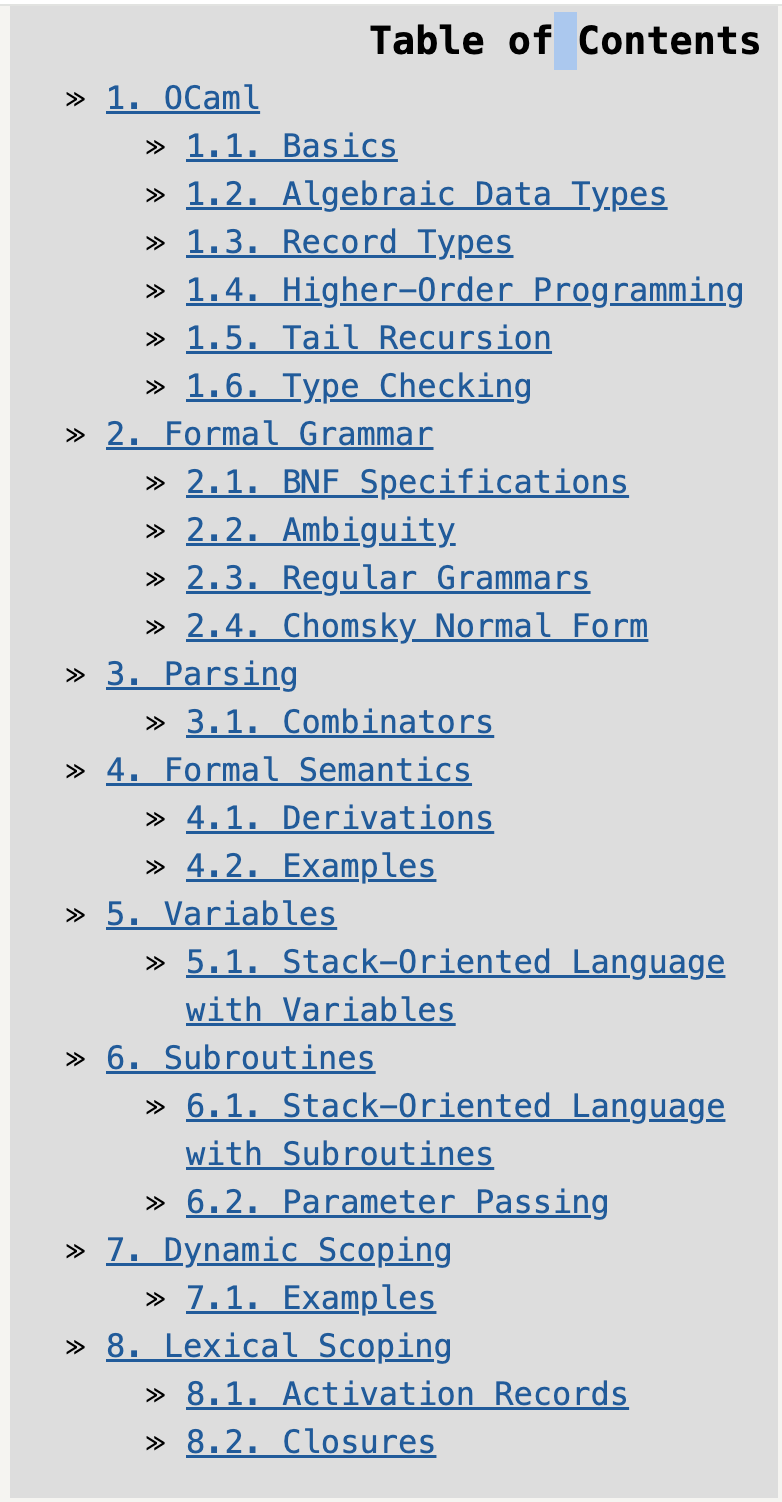 Table of Contents
» 1. OCaml
» 1.1. Basics
» 1.2. Algebraic Data Types
» 1.3. Record Types
» 1.4. Higher-Order Programming
» 1.5. Tail Recursion
» 1.6. Type Checking
» 2. Formal Grammar
» 2.1. BNF Specifications
» 2.2. Ambiguity
» 2.3. Regular Grammars
» 2.4. Chomsky Normal Form
» 3. Parsing
» 3.1. Combinators
» 4. Formal Semantics
» 4.1. Derivations
» 4.2. Examples
» 5. Variables
» 5.1. Stack-Oriented Language
with Variables
» 6. Subroutines
» 6.1. Stack-Oriented Language
with Subroutines
» 6.2. Parameter Passing
» 7. Dynamic Scoping
» 7.1. Examples
» 8. Lexical Scoping
» 8.1. Activation Records
» 8.2. Closures